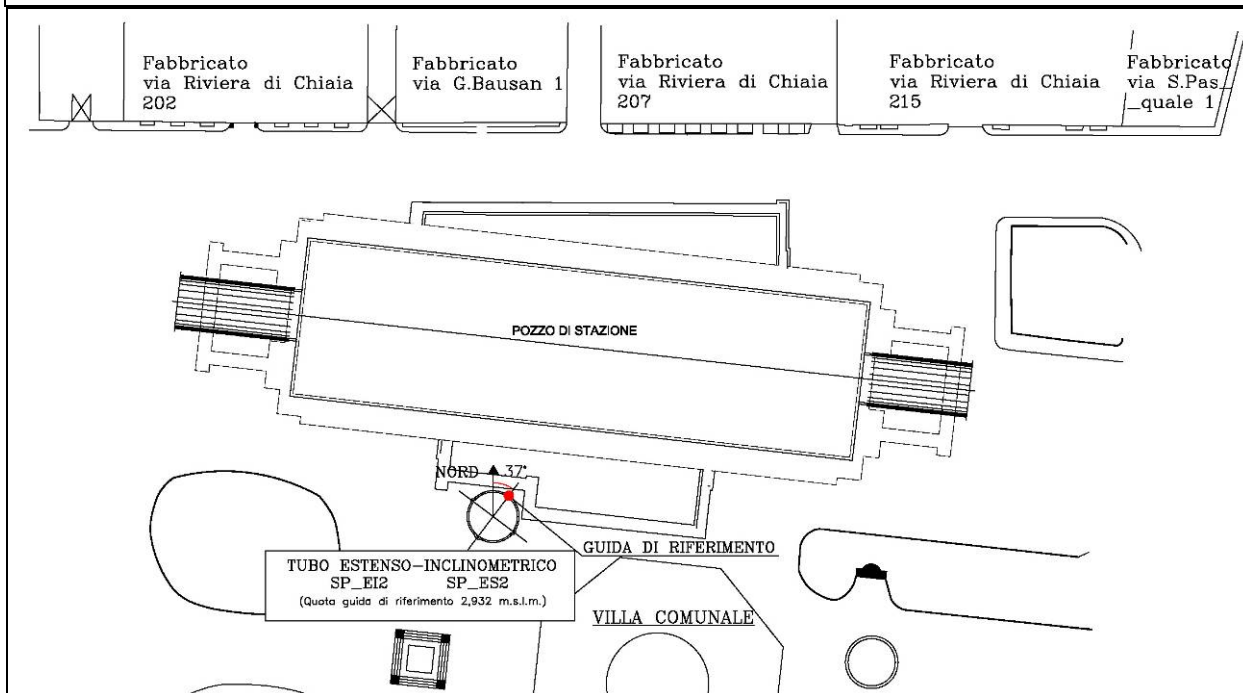 Fabbricato
via Riviera di Chiaia
202
Fabbricato
via G.Bausan 1
Fabbricato
via Riviera di Chiaia
207
Fabbricato
via Riviera di Chiaia
215
Fabbricato
via S.Pas_
_quale 1
POZZO DI STAZIONE
NORD 37°
GUIDA DI RIFERIMENTO
TUBO ESTENSO-INCLINOMETRICO
SP_EI2 SP_ES2
(Quota guida di riferimento 2,932 m.s.l.m.)
VILLA COMUNALE